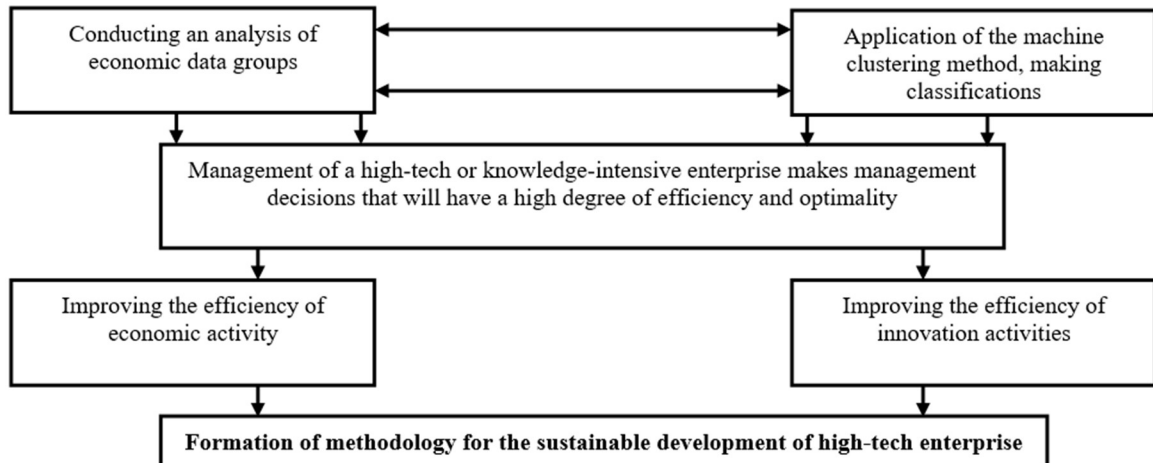 Conducting an analysis of
economic data groups
Application of the machine
clustering method, making
classifications
Management of a high-tech or knowledge-intensive enterprise makes management
decisions that will have a high degree of efficiency and optimality
Improving the efficiency of
economic activity
Improving the efficiency of
innovation activities
Formation of methodology for the sustainable development of high-tech enterprise